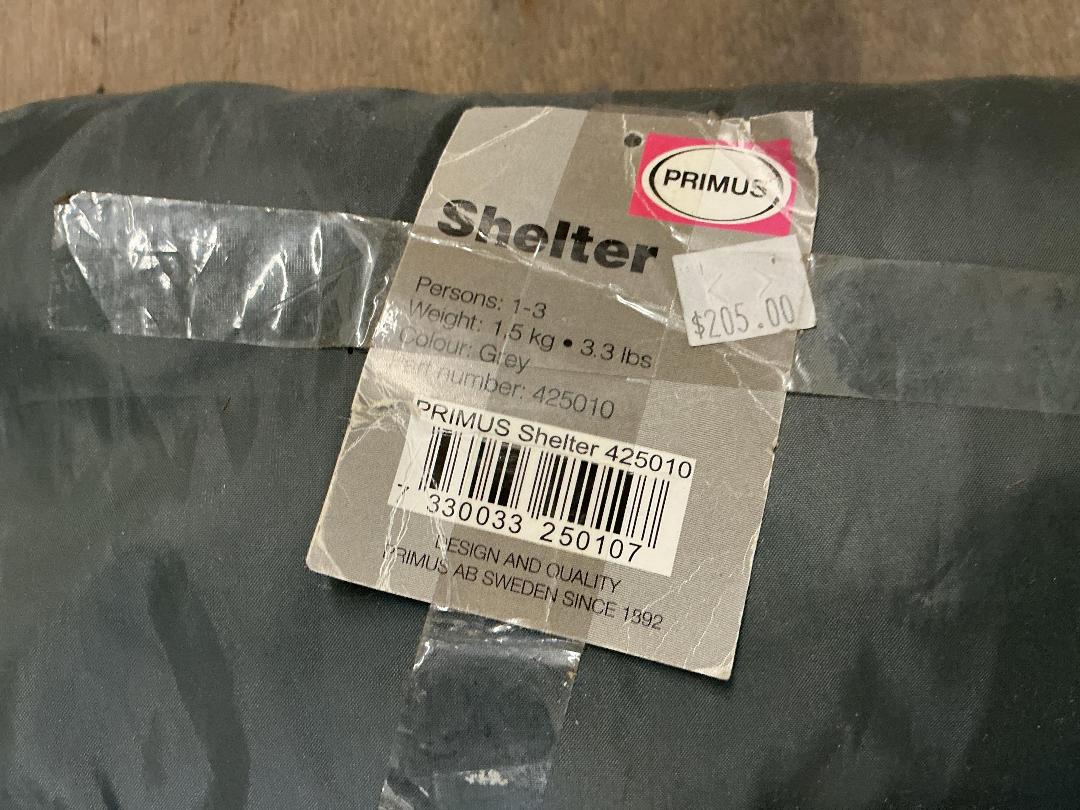 PRIMUS
Shelter
$205.00
Persons: 1-3
Weight: 1,5 kg • 3.3 lbs
Colour: Grey
number: 425010
PRIMUS Shelter 425010
7 330033 250107
DESIGN AND QUALITY
PRIMUS AB SWEDEN SINCE 1892